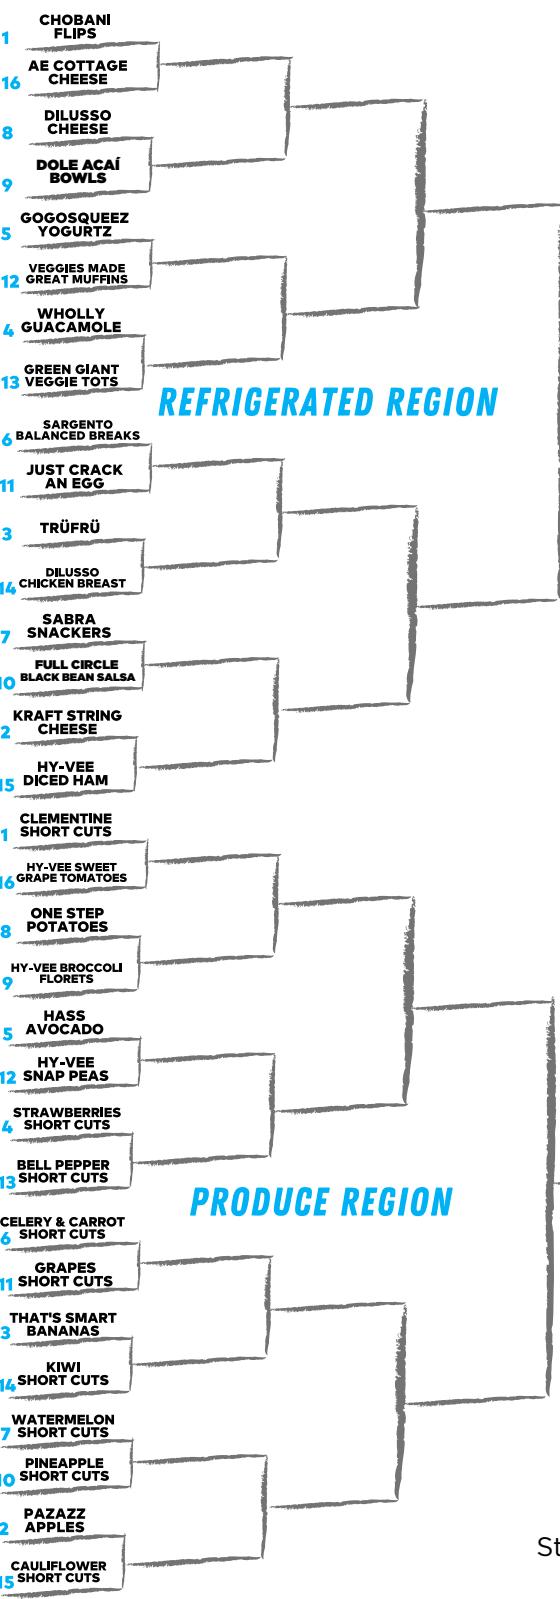 1
CHOBANI
FLIPS
16
AE COTTAGE
CHEESE
8
DILUSSO
CHEESE
9
DOLE ACAÍ
BOWLS
5
GOGOSQUEEZ
YOGURTZ
12
VEGGIES MADE
GREAT MUFFINS
4
WHOLLY
GUACAMOLE
13
GREEN GIANT
VEGGIE TOTS
REFRIGERATED REGION
6
SARGENTO
BALANCED BREAKS
11
JUST CRACK
AN EGG
3
TRÜFRÜ
14
DILUSSO
CHICKEN BREAST
7
SABRA
SNACKERS
10
FULL CIRCLE
BLACK BEAN SALSA
2
KRAFT STRING
CHEESE
15
HY-VEE
DICED HAM
1
CLEMENTINE
SHORT CUTS
16
HY-VEE SWEET
GRAPE TOMATOES
8
ONE STEP
POTATOES
9
HY-VEE BROCCOLI
FLORETS
5
HASS
AVOCADO
12
HY-VEE
SNAP PEAS
4
STRAWBERRIES
SHORT CUTS
13
BELL PEPPER
SHORT CUTS
PRODUCE REGION
6
CELERY & CARROT
SHORT CUTS
11
GRAPES
SHORT CUTS
3
THAT'S SMART
BANANAS
14
KIWI
SHORT CUTS
7
WATERMELON
SHORT CUTS
10
PINEAPPLE
SHORT CUTS
2
PAZAZZ
APPLES
15
CAULIFLOWER
SHORT CUTS
St